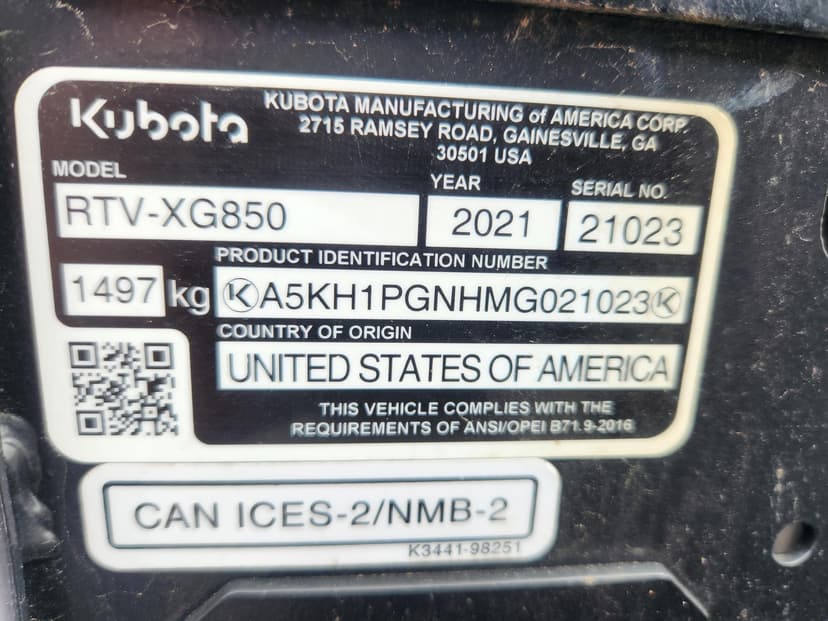 Kubota
KUBOTA MANUFACTURING of AMERICA CORP.
2715 RAMSEY ROAD, GAINESVILLE, GA
30501 USA
MODEL
RTV-XG850
YEAR
2021
SERIAL NO.
21023
1497 kg
PRODUCT IDENTIFICATION NUMBER
A5KH1PGNHMG021023
COUNTRY OF ORIGIN
UNITED STATES OF AMERICA
THIS VEHICLE COMPLIES WITH THE
REQUIREMENTS OF ANSI/OPEI B71.9-2016
CAN ICES-2/NMB-2
K3441-98251